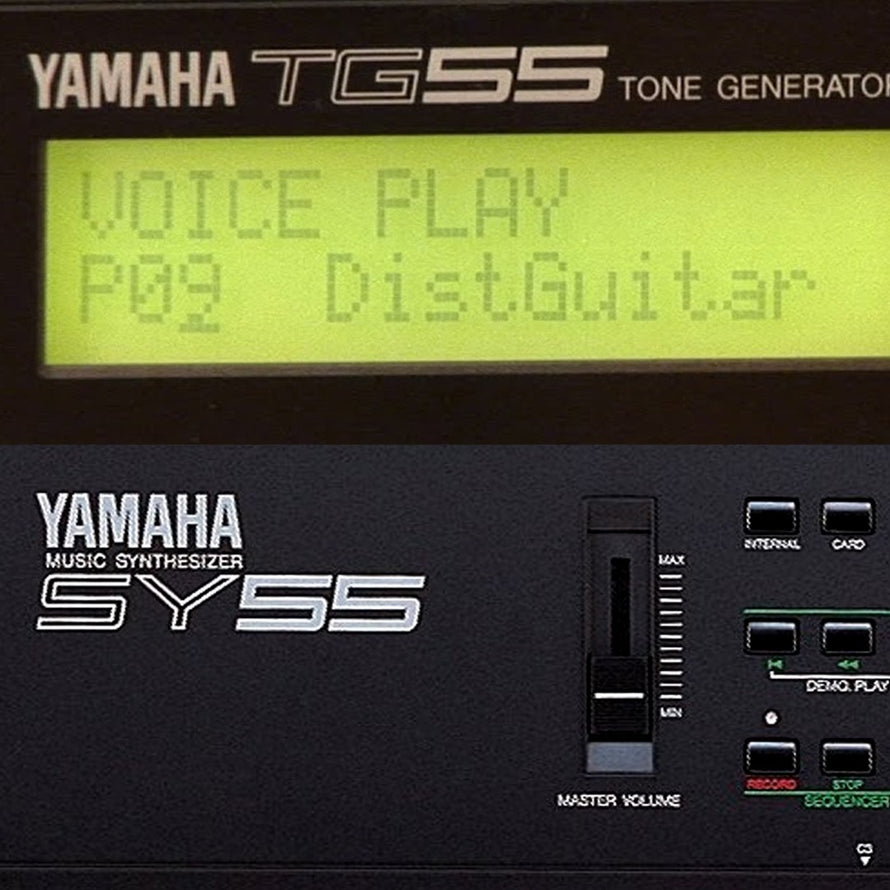 YAMAHA TG55 TONE GENERATOR
VOICE PLAY
P09 DistGuitar
YAMAHA
MUSIC SYNTHESIZER
SY55
MAX
MIN
MASTER VOLUME
INTERNAL CARD
DEMO. PLAY
RECORD STOP
SEQUENCER
C3